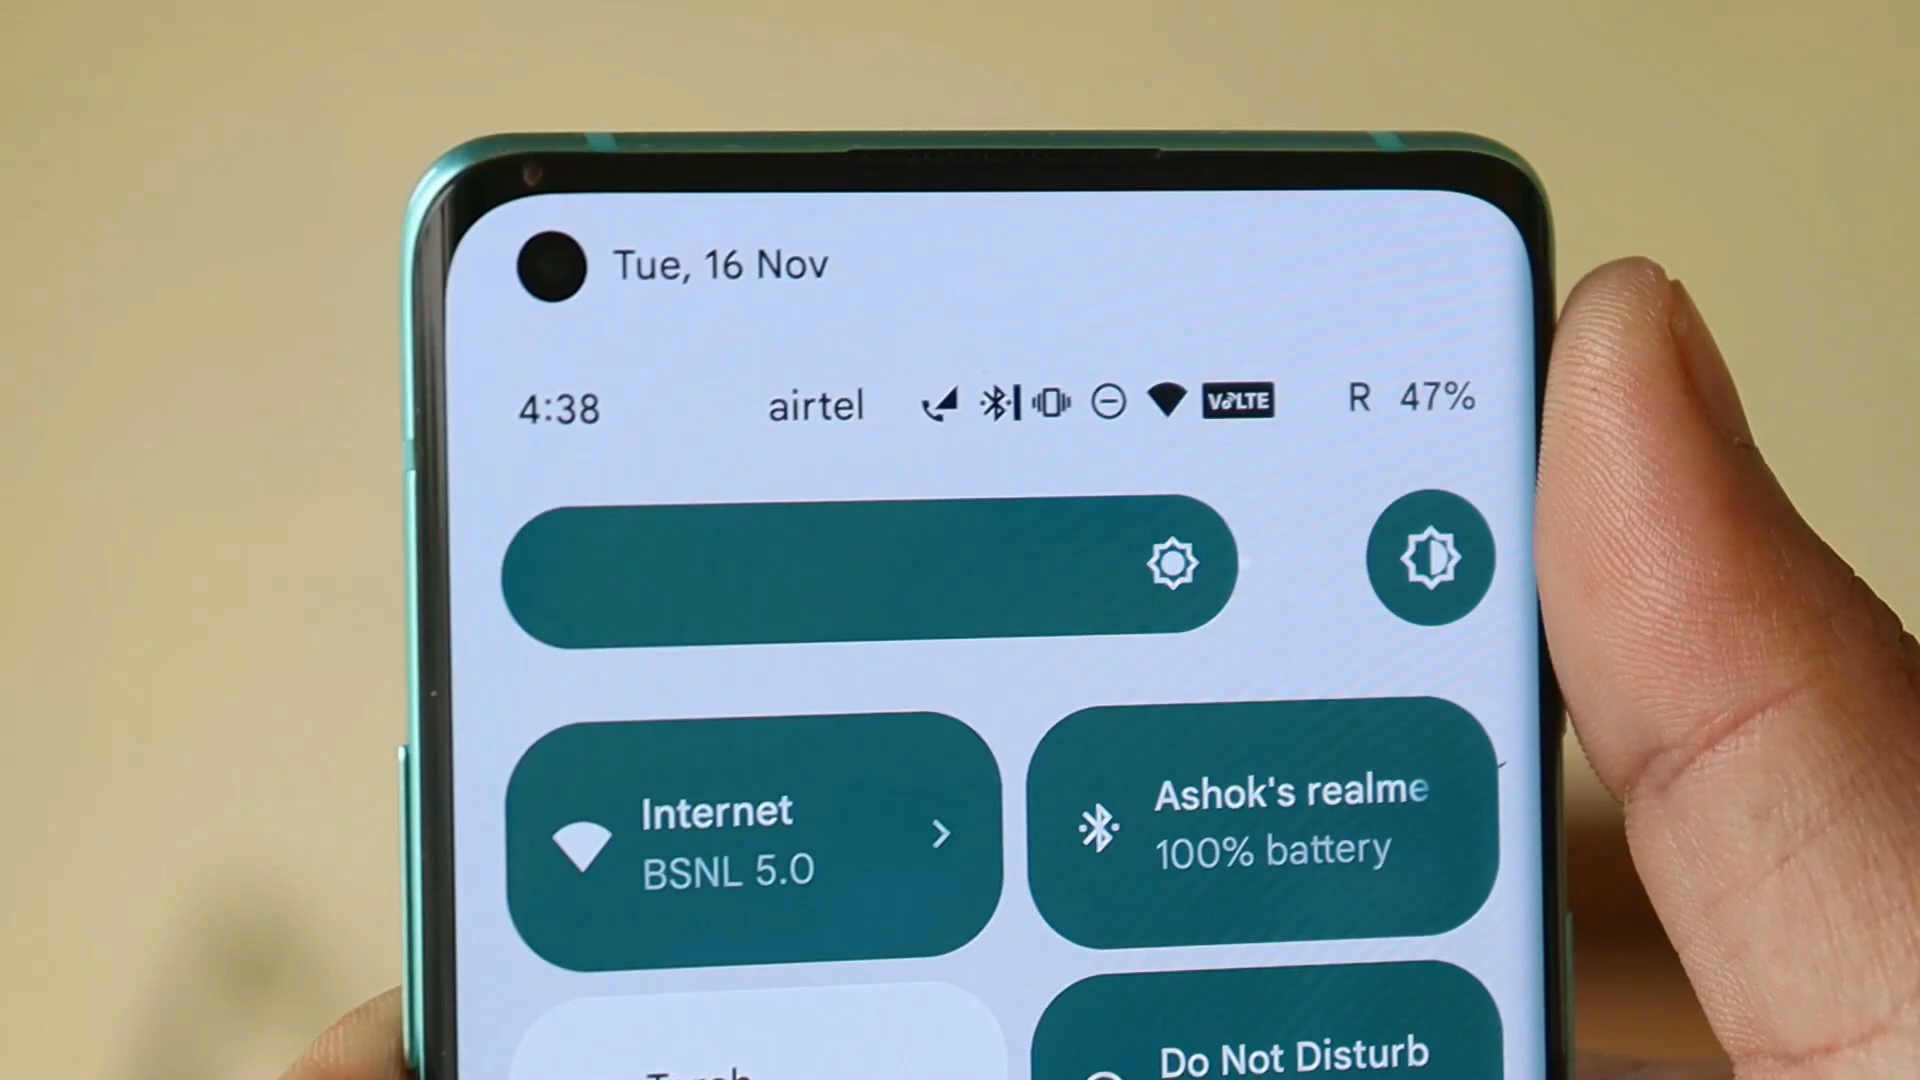 Tue, 16 Nov
4:38 airtel VoLTE R 47%
Internet
BSNL 5.0
Ashok's realme
100% battery
Torch
Do Not Disturb